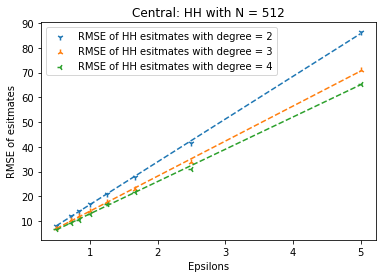 Central: HH with N = 512
RMSE of HH esitmates with degree = 2
RMSE of HH esitmates with degree = 3
RMSE of HH esitmates with degree = 4
RMSE of esitmates
90
80
70
60
50
40
30
20
10
1 2 3 4 5
Epsilons